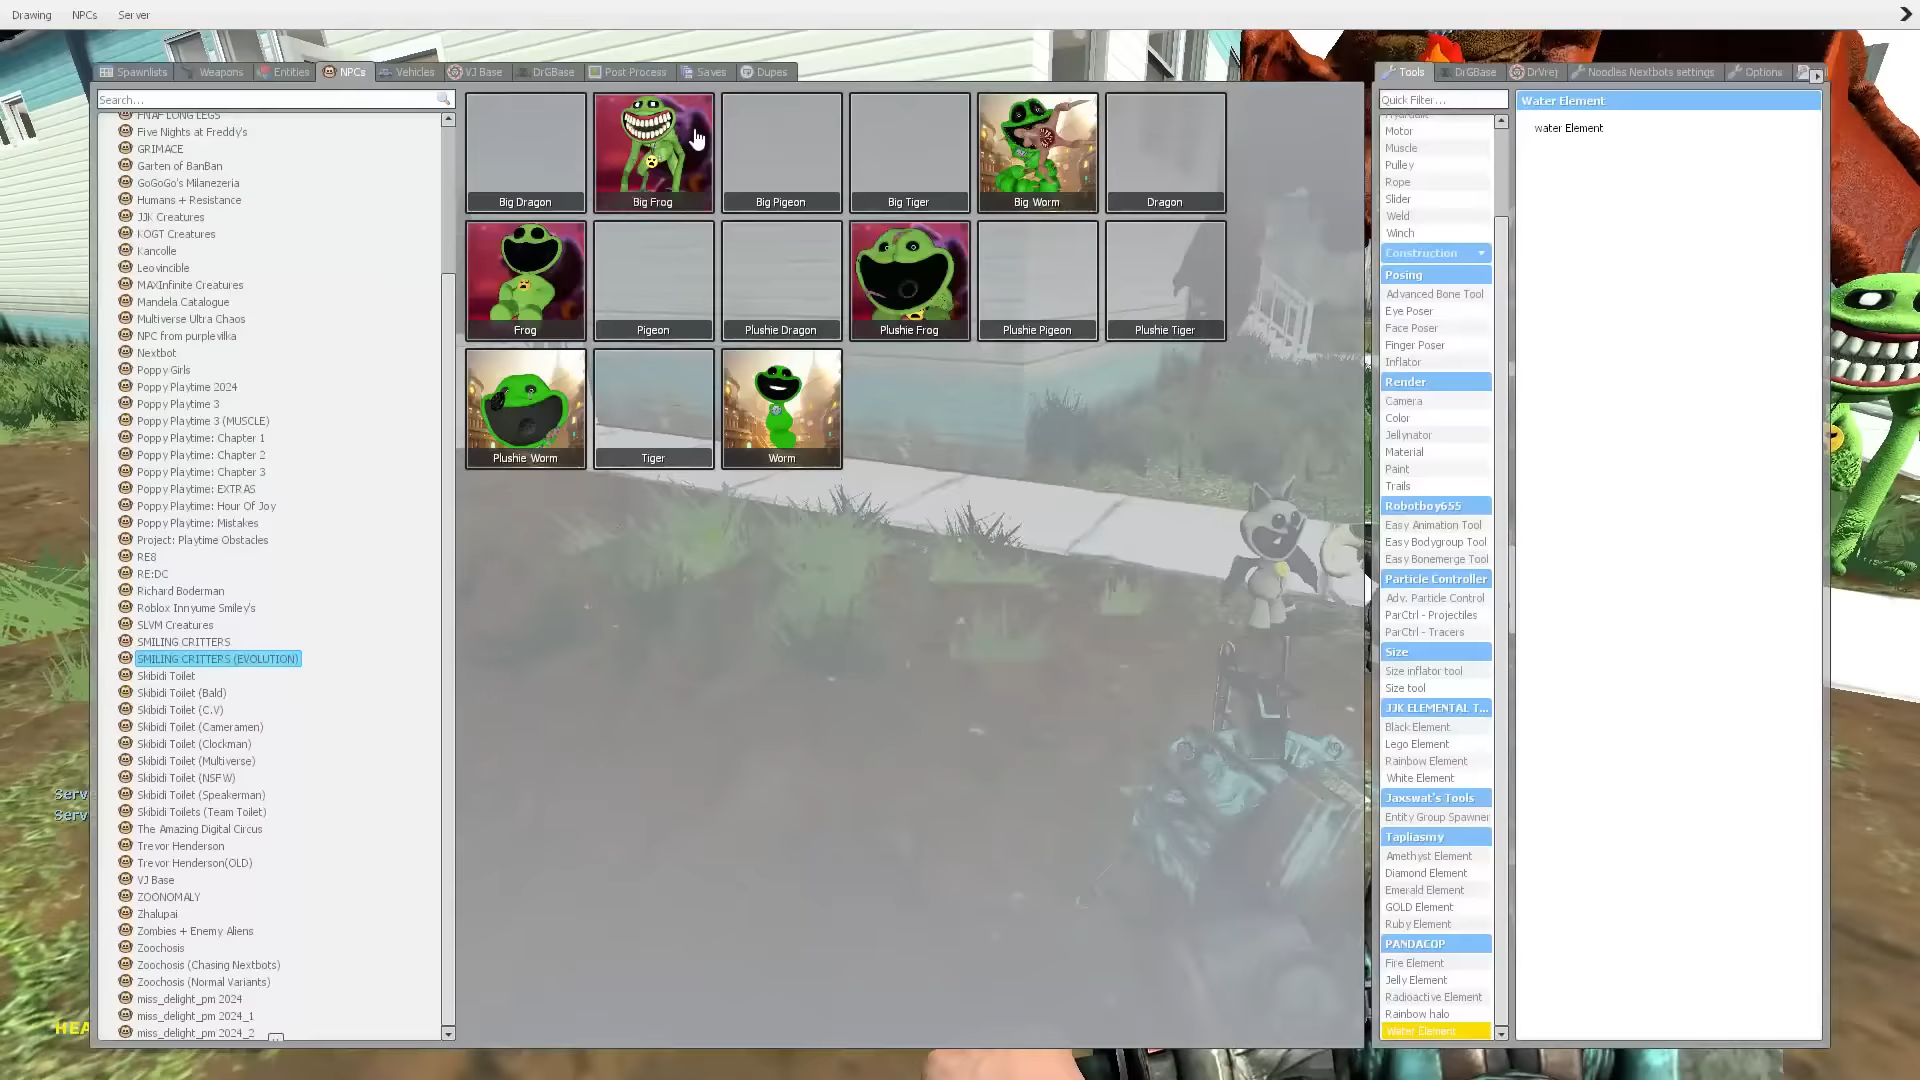 Drawing NPCs Server
Spawnlists Weapons Entities NPCs Vehicles VJ Base DrGBase Post Process Saves Dupes
Search...
FNAF LONG LEGS
Five Nights at Freddy's
GRIMACE
Garten of BanBan
GoGoGo's Milanezeria
Humans + Resistance
JJK Creatures
KOGT Creatures
Kancolle
Leovincible
MAXInfinite Creatures
Mandela Catalogue
Multiverse Ultra Chaos
NPC from purplevilka
Nextbot
Poppy Girls
Poppy Playtime 2024
Poppy Playtime 3
Poppy Playtime 3 (MUSCLE)
Poppy Playtime: Chapter 1
Poppy Playtime: Chapter 2
Poppy Playtime: Chapter 3
Poppy Playtime: EXTRAS
Poppy Playtime: Hour Of Joy
Poppy Playtime: Mistakes
Project: Playtime Obstacles
RE8
RE:DC
Richard Boderman
Roblox Innyume Smiley's
SLVM Creatures
SMILING CRITTERS
SMILING CRITTERS (EVOLUTION)
Skibidi Toilet
Skibidi Toilet (Bald)
Skibidi Toilet (C.V)
Skibidi Toilet (Cameramen)
Skibidi Toilet (Clockman)
Skibidi Toilet (Multiverse)
Skibidi Toilet (NSFW)
Skibidi Toilet (Speakerman)
Skibidi Toilets (Team Toilet)
The Amazing Digital Circus
Trevor Henderson
Trevor Henderson(OLD)
VJ Base
ZOONOMALY
Zhalupai
Zombies + Enemy Aliens
Zoochosis
Zoochosis (Chasing Nextbots)
Zoochosis (Normal Variants)
miss_delight_pm 2024
miss_delight_pm 2024_1
miss_delight_pm 2024_2
Serv
Serv
HEA
Big Dragon Big Frog Big Pigeon Big Tiger Big Worm Dragon
Frog Pigeon Plushie Dragon Plushie Frog Plushie Pigeon Plushie Tiger
Plushie Worm Tiger Worm
Tools DrGBase DrVrej Noodles Nextbots settings Options
Quick Filter...
Motor
Muscle
Pulley
Rope
Slider
Weld
Winch
Construction
Posing
Advanced Bone Tool
Eye Poser
Face Poser
Finger Poser
Inflator
Render
Camera
Color
Jellynator
Material
Paint
Trails
Robotboy655
Easy Animation Tool
Easy Bodygroup Tool
Easy Bonemerge Tool
Particle Controller
Adv. Particle Control
ParCtrl - Projectiles
ParCtrl - Tracers
Size
Size inflator tool
Size tool
JJK ELEMENTAL T...
Black Element
Lego Element
Rainbow Element
White Element
Jaxswat's Tools
Entity Group Spawner
Tapliasmy
Amethyst Element
Diamond Element
Emerald Element
GOLD Element
Ruby Element
PANDACOP
Fire Element
Jelly Element
Radioactive Element
Rainbow halo
Water Element
Water Element
water Element